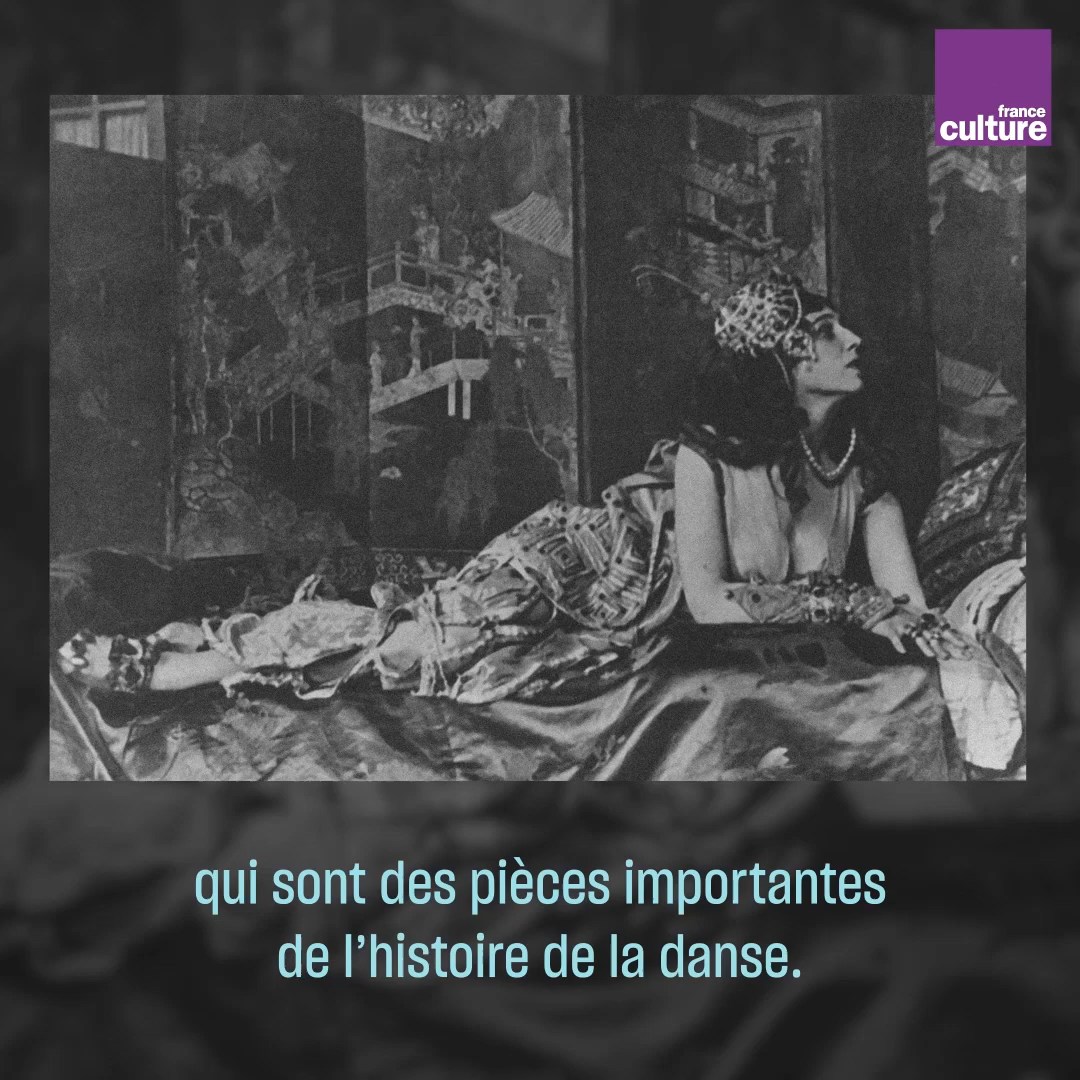 france
culture
qui sont des pièces importantes
de l’histoire de la danse.